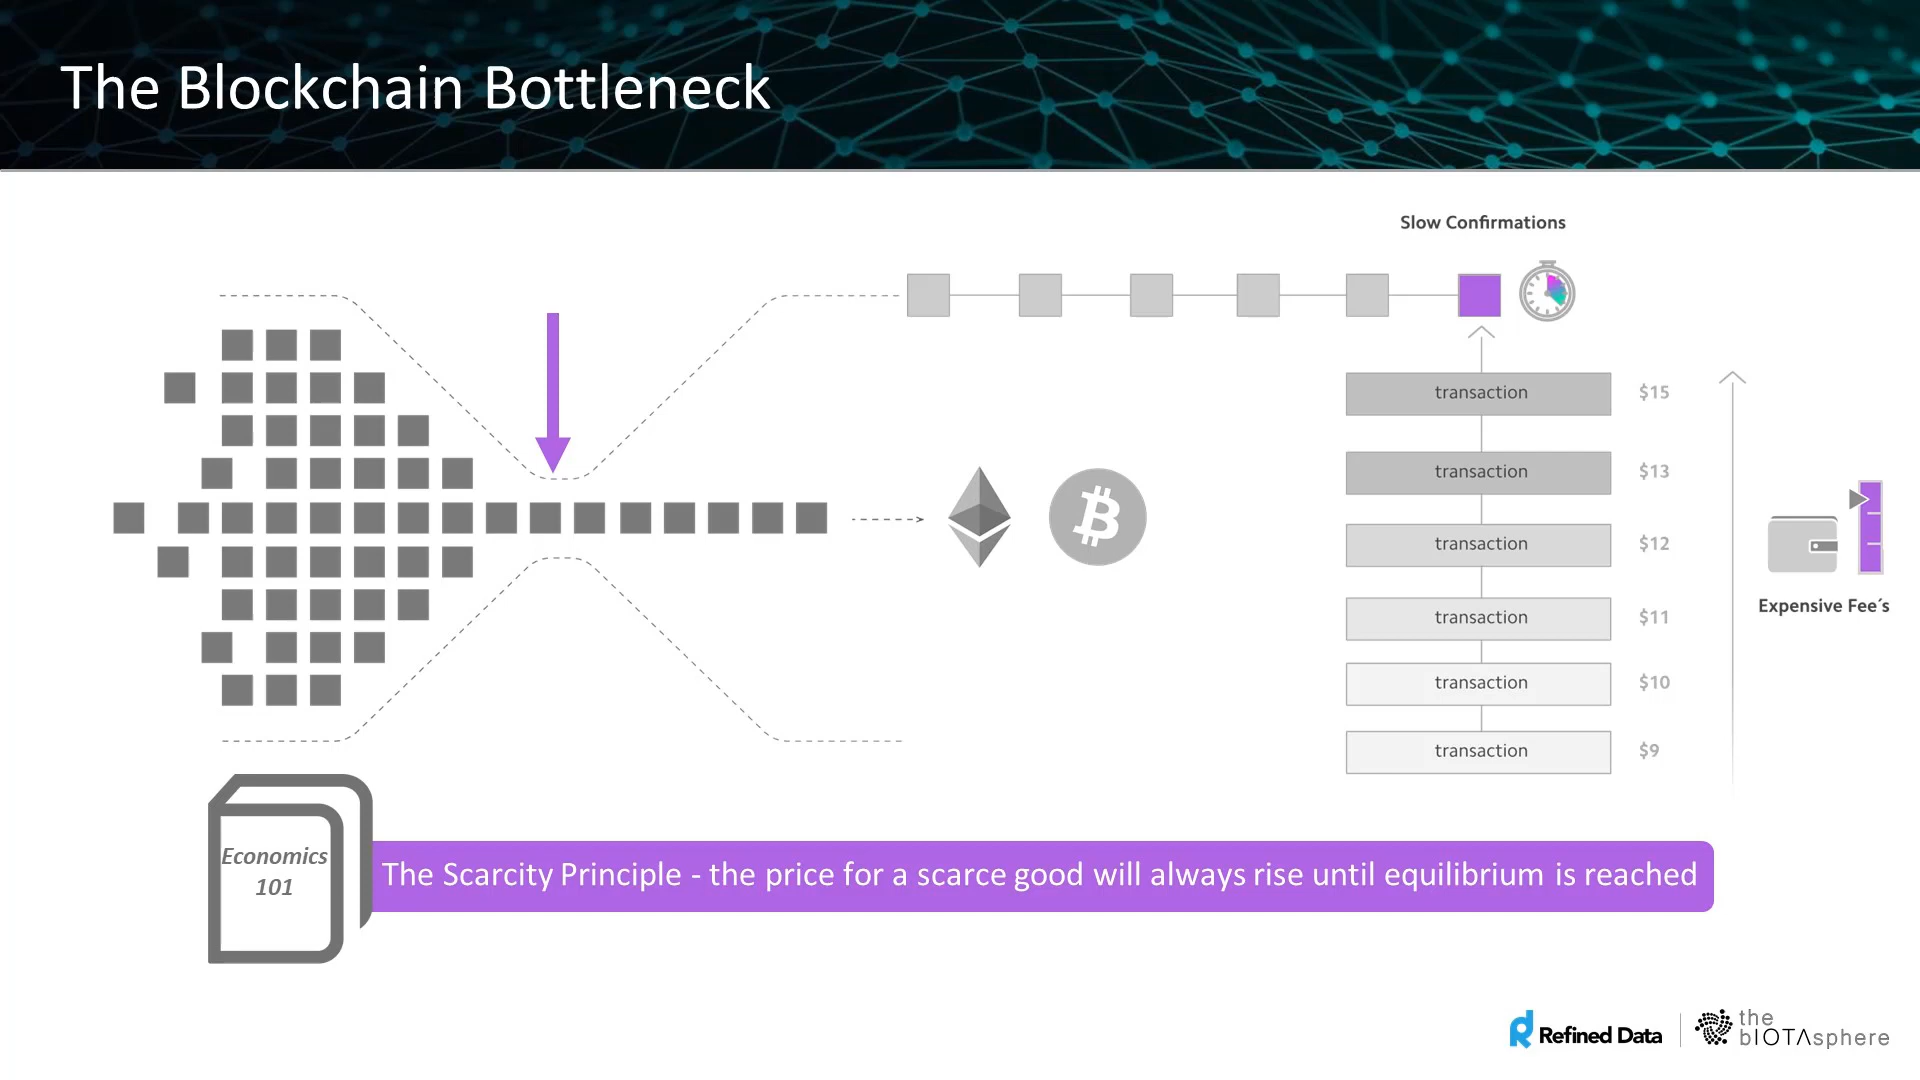 The Blockchain Bottleneck
Slow Confirmations
transaction $15
transaction $13
transaction $12
transaction $11
transaction $10
transaction $9
Expensive Fee´s
Economics
101
The Scarcity Principle - the price for a scarce good will always rise until equilibrium is reached
Refined Data
the
bIOTAsphere